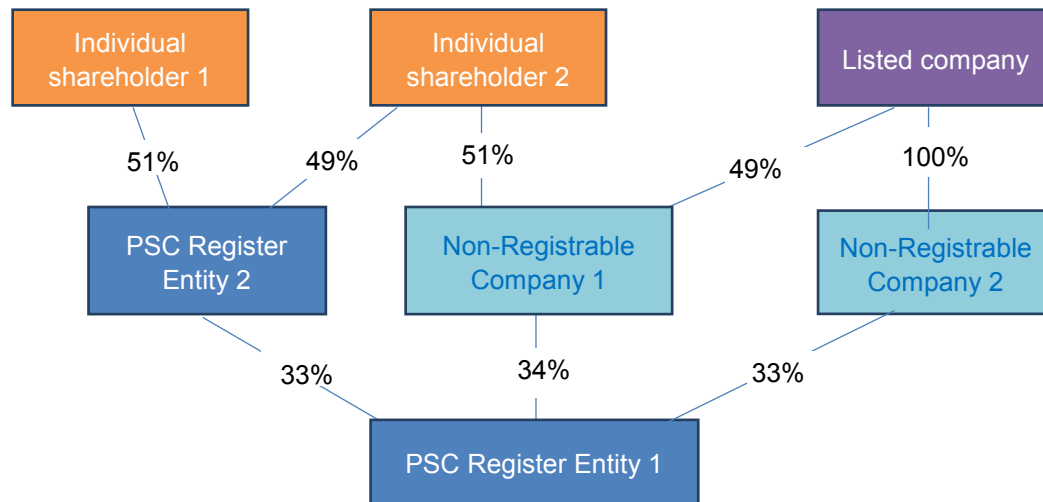 Individual
shareholder 1
Individual
shareholder 2
Listed company
51%
49%
51%
49%
100%
PSC Register
Entity 2
Non-Registrable
Company 1
Non-Registrable
Company 2
33%
34%
33%
PSC Register Entity 1